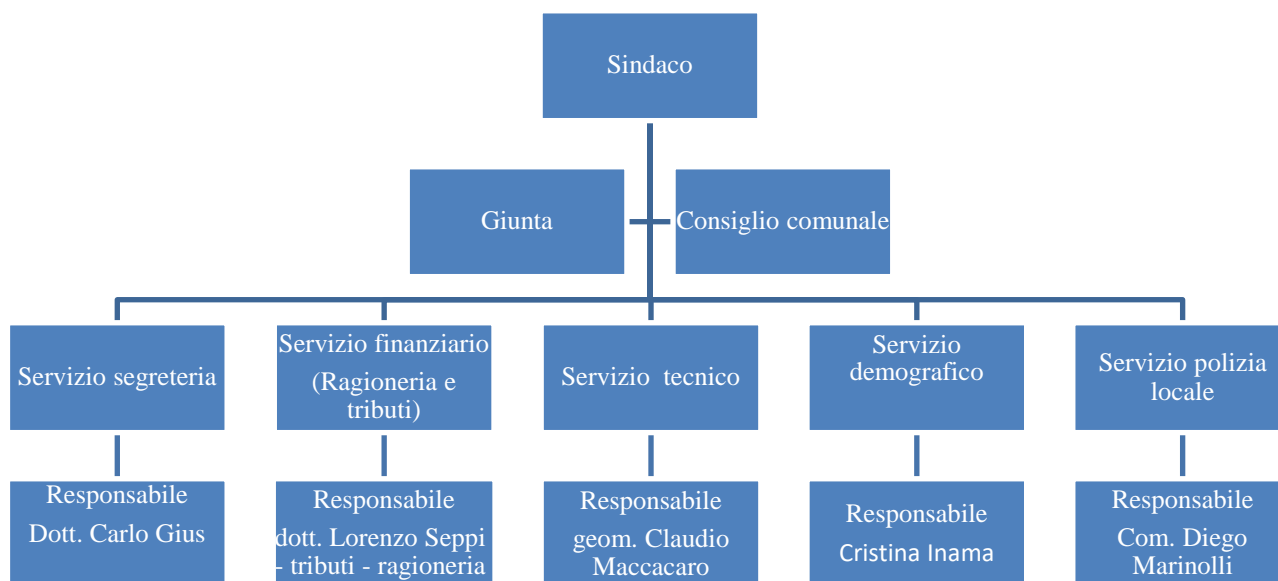 Sindaco
Giunta
Consiglio comunale
Servizio segreteria
Servizio finanziario
(Ragioneria e
tributi)
Servizio tecnico
Servizio
demografico
Servizio polizia
locale
Responsabile
Dott. Carlo Gius
Responsabile
dott. Lorenzo Seppi
- tributi - ragioneria
Responsabile
geom. Claudio
Maccacaro
Responsabile
Cristina Inama
Responsabile
Com. Diego
Marinolli